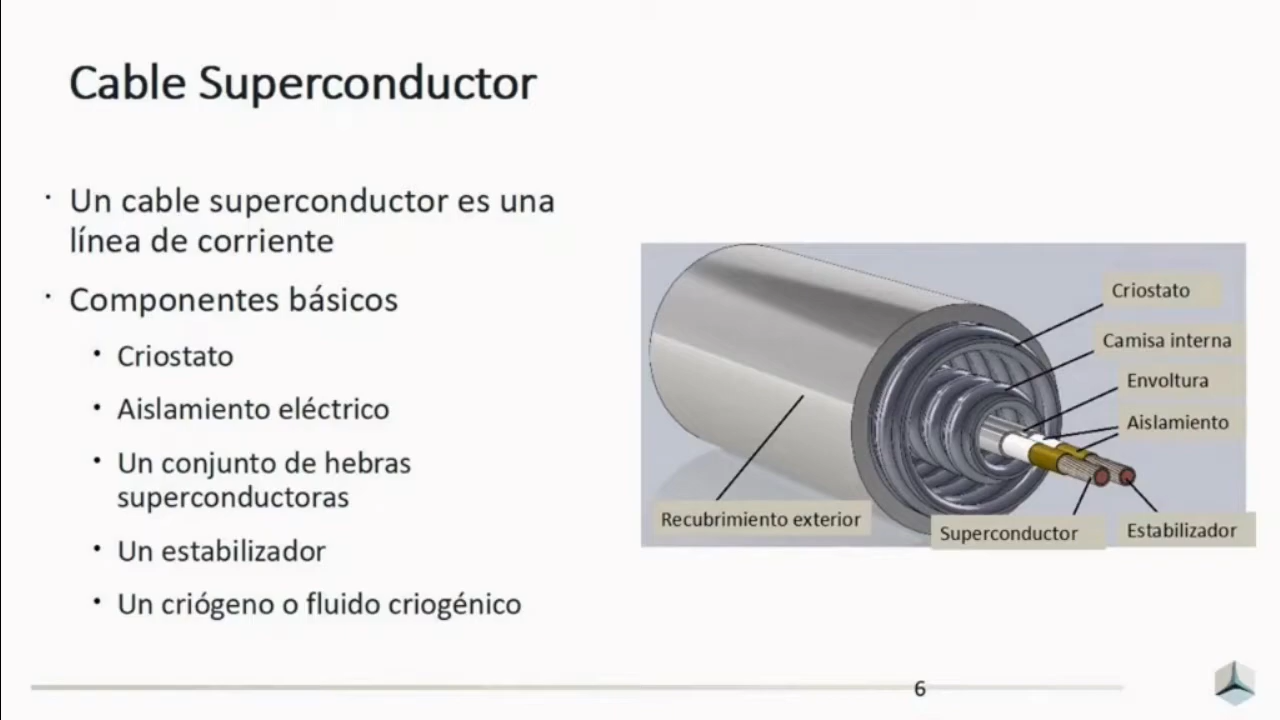 Cable Superconductor
· Un cable superconductor es una
línea de corriente
· Componentes básicos
• Criostato
• Aislamiento eléctrico
• Un conjunto de hebras
superconductoras
• Un estabilizador
• Un criógeno o fluido criogénico
Criostato
Camisa interna
Envoltura
Aislamiento
Recubrimiento exterior
Superconductor
Estabilizador
6